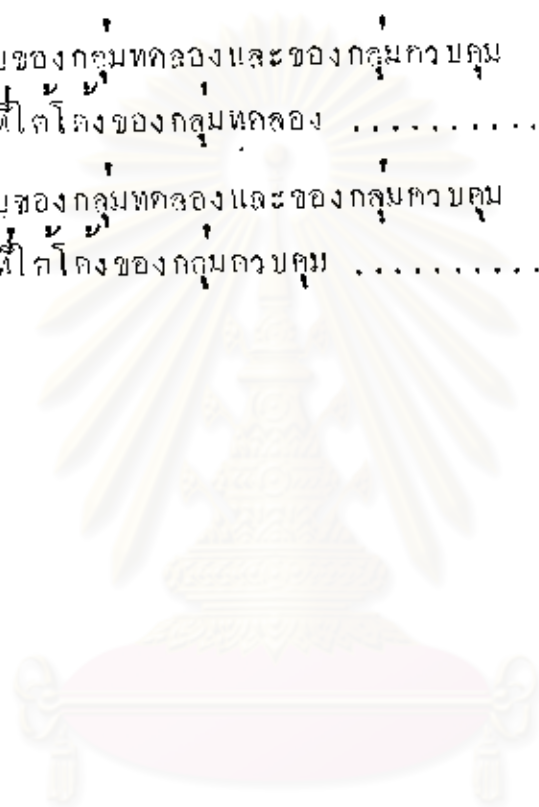 ของกลุ่มทดลองและของกลุ่มควบคุม
ที่ใต้โค้งของกลุ่มทดลอง ..........
ของกลุ่มทดลองและของกลุ่มควบคุม
ที่ใต้โค้งของกลุ่มควบคุม ..........